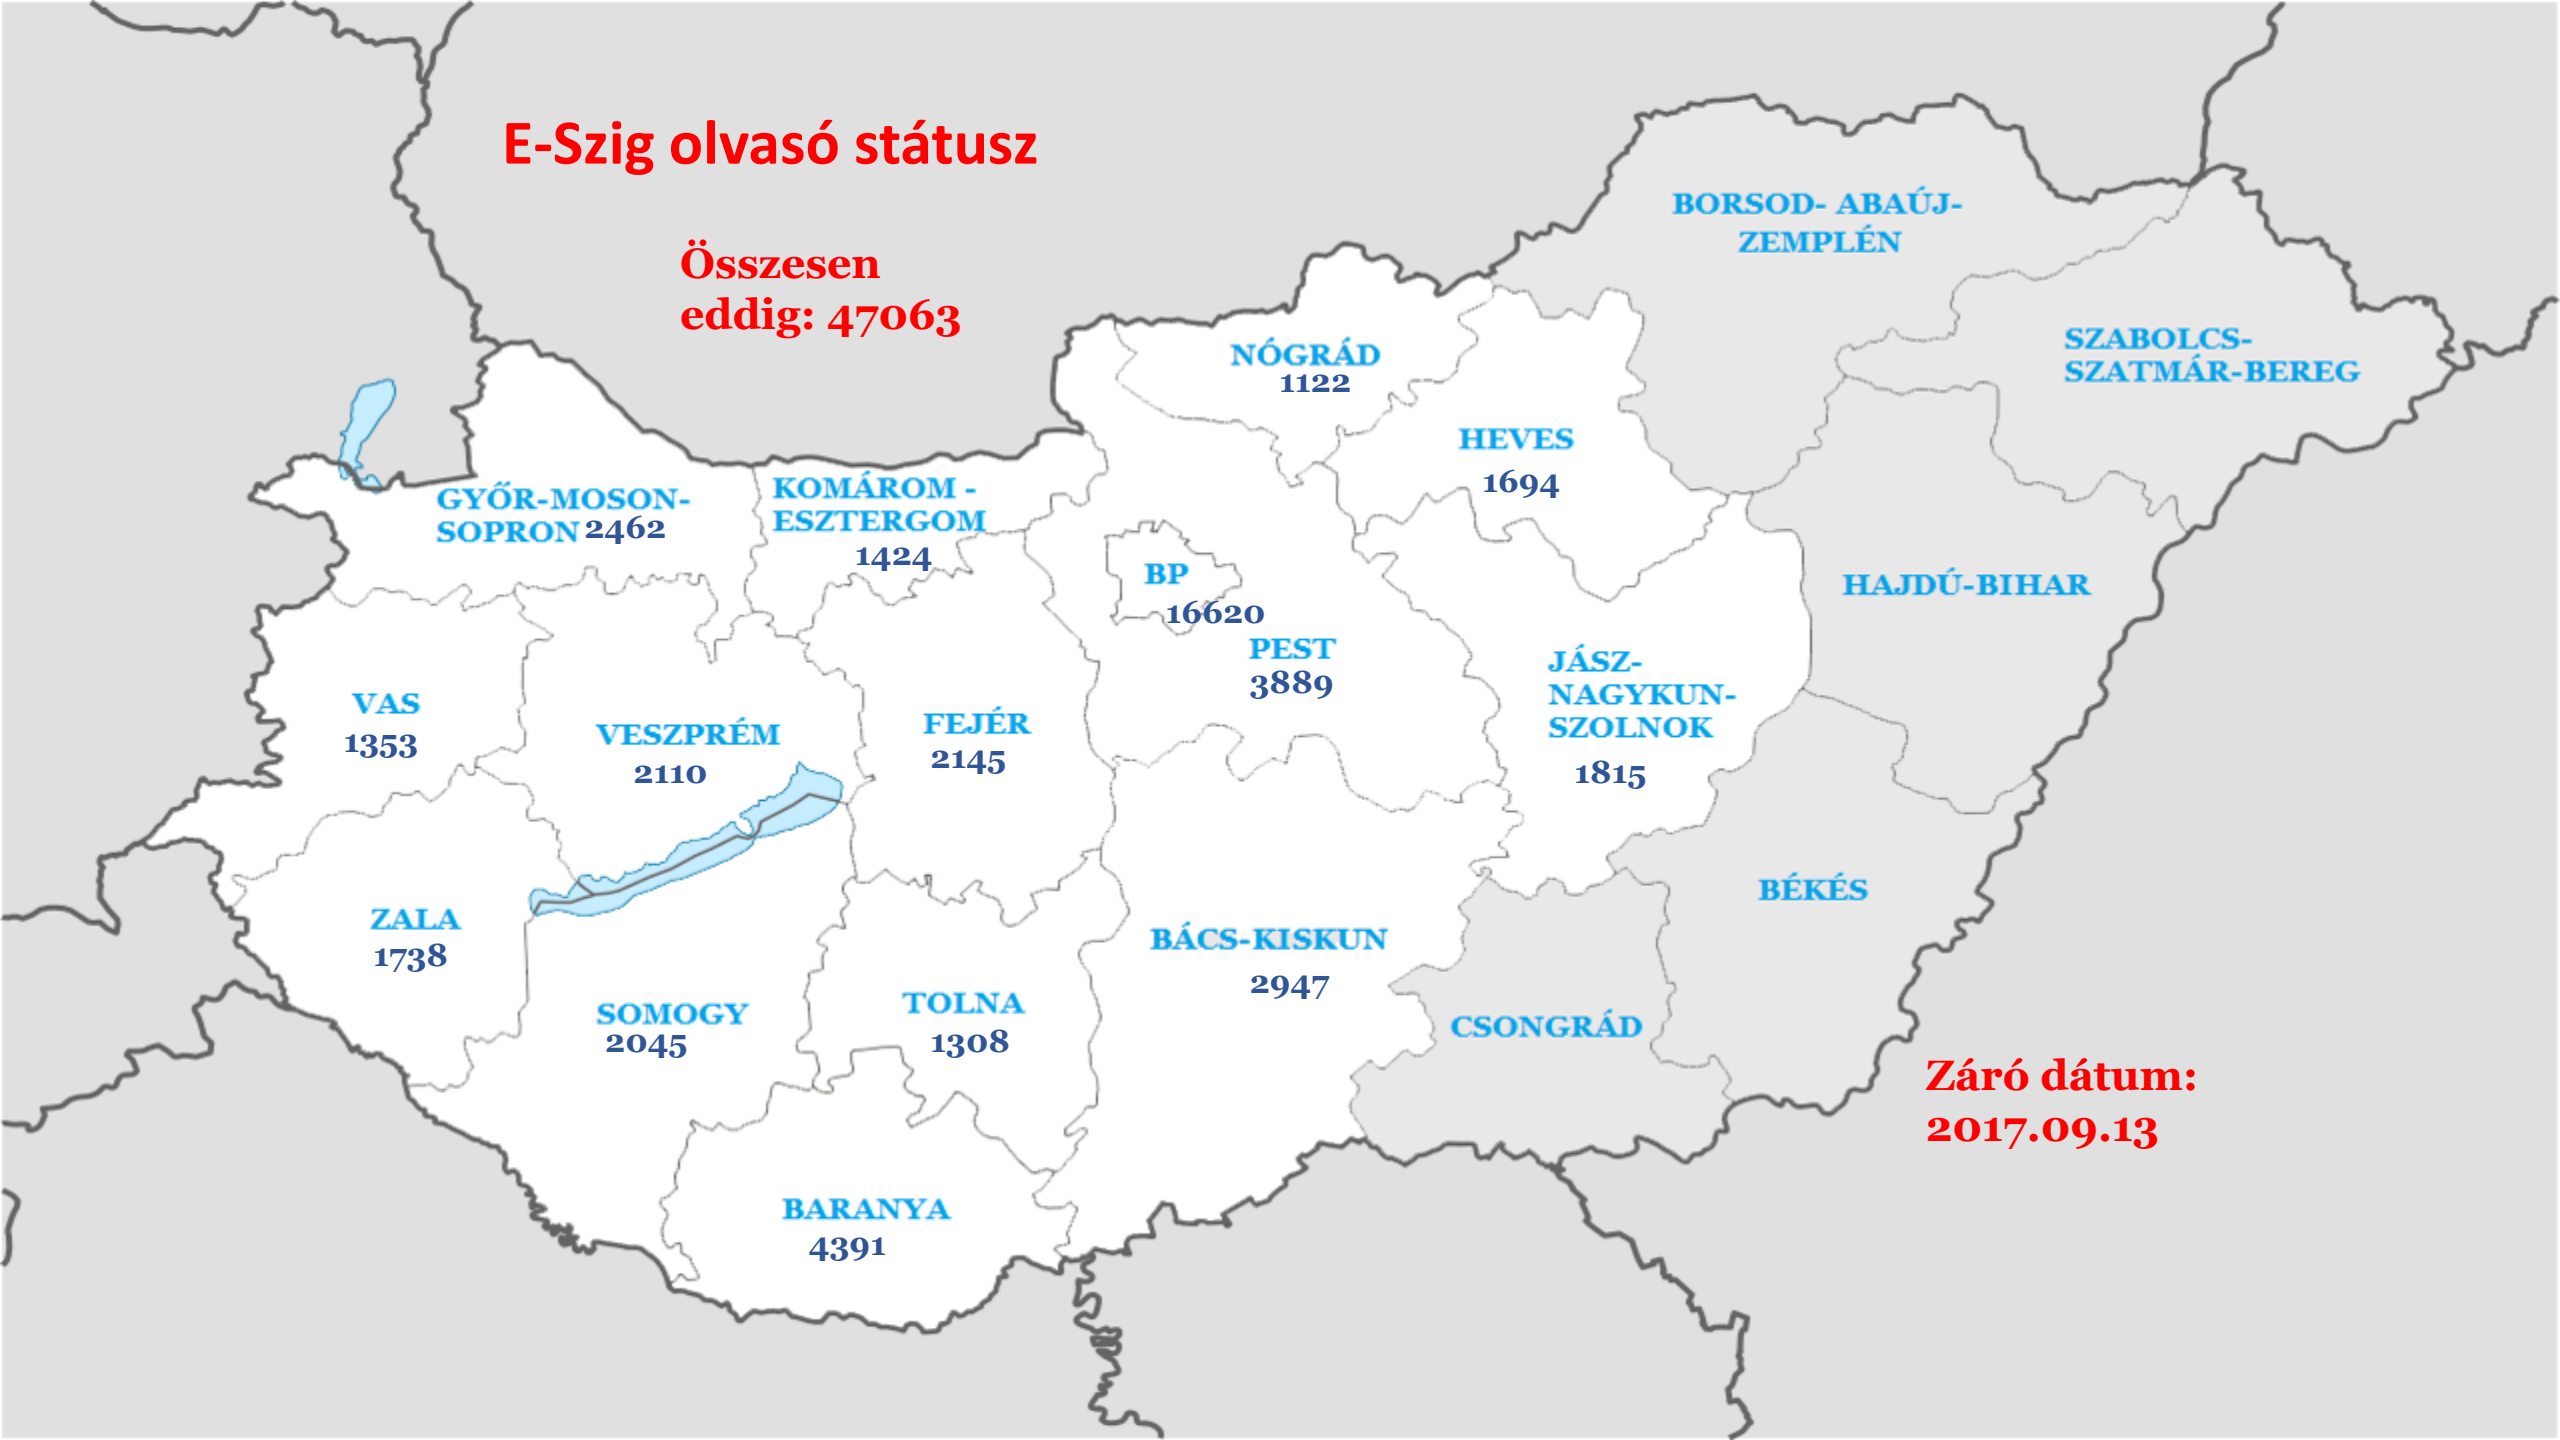 E-Szig olvasó státusz
Összesen
eddig: 47063
BORSOD- ABAÚJ-
ZEMPLÉN
SZABOLCS-
SZATMÁR-BEREG
NÓGRÁD
1122
HEVES
1694
GYŐR-MOSON-
SOPRON 2462
KOMÁROM -
ESZTERGOM
1424
BP
16620
HAJDÚ-BIHAR
PEST
3889
JÁSZ-
NAGYKUN-
SZOLNOK
1815
VAS
1353
VESZPRÉM
2110
FEJÉR
2145
BÉKÉS
ZALA
1738
BÁCS-KISKUN
2947
SOMOGY
2045
TOLNA
1308
CSONGRÁD
Záró dátum:
2017.09.13
BARANYA
4391